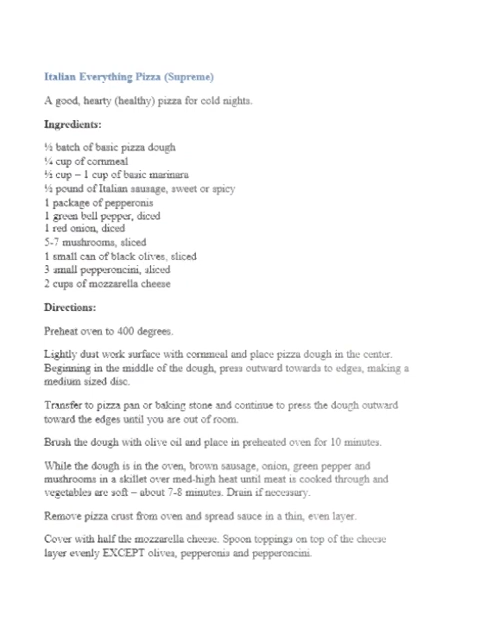 Italian Everything Pizza (Supreme)
A good, hearty (healthy) pizza for cold nights.
Ingredients:
½ batch of basic pizza dough
¼ cup of cornmeal
½ cup – 1 cup of basic marinara
½ pound of Italian sausage, sweet or spicy
1 package of pepperonis
1 green bell pepper, diced
1 red onion, diced
5-7 mushrooms, sliced
1 small can of black olives, sliced
3 small pepperoncini, sliced
2 cups of mozzarella cheese
Directions:
Preheat oven to 400 degrees.
Lightly dust work surface with cornmeal and place pizza dough in the center.
Beginning in the middle of the dough, press outward towards to edges, making a
medium sized disc.
Transfer to pizza pan or baking stone and continue to press the dough outward
toward the edges until you are out of room.
Brush the dough with olive oil and place in preheated oven for 10 minutes.
While the dough is in the oven, brown sausage, onion, green pepper and
mushrooms in a skillet over med-high heat until meat is cooked through and
vegetables are soft – about 7-8 minutes. Drain if necessary.
Remove pizza crust from oven and spread sauce in a thin, even layer.
Cover with half the mozzarella cheese. Spoon toppings on top of the cheese
layer evenly EXCEPT olives, pepperonis and pepperoncini.